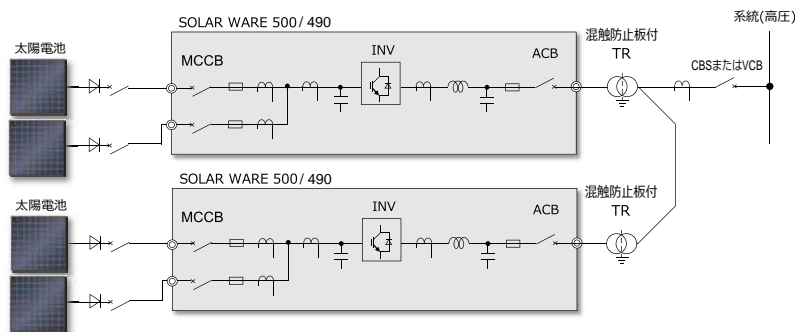 系統(高圧)
SOLAR WARE 500/ 490
混触防止板付
TR
太陽電池
MCCB
INV
ACB
CBSまたはVCB
SOLAR WARE 500/ 490
混触防止板付
TR
太陽電池
MCCB
INV
ACB